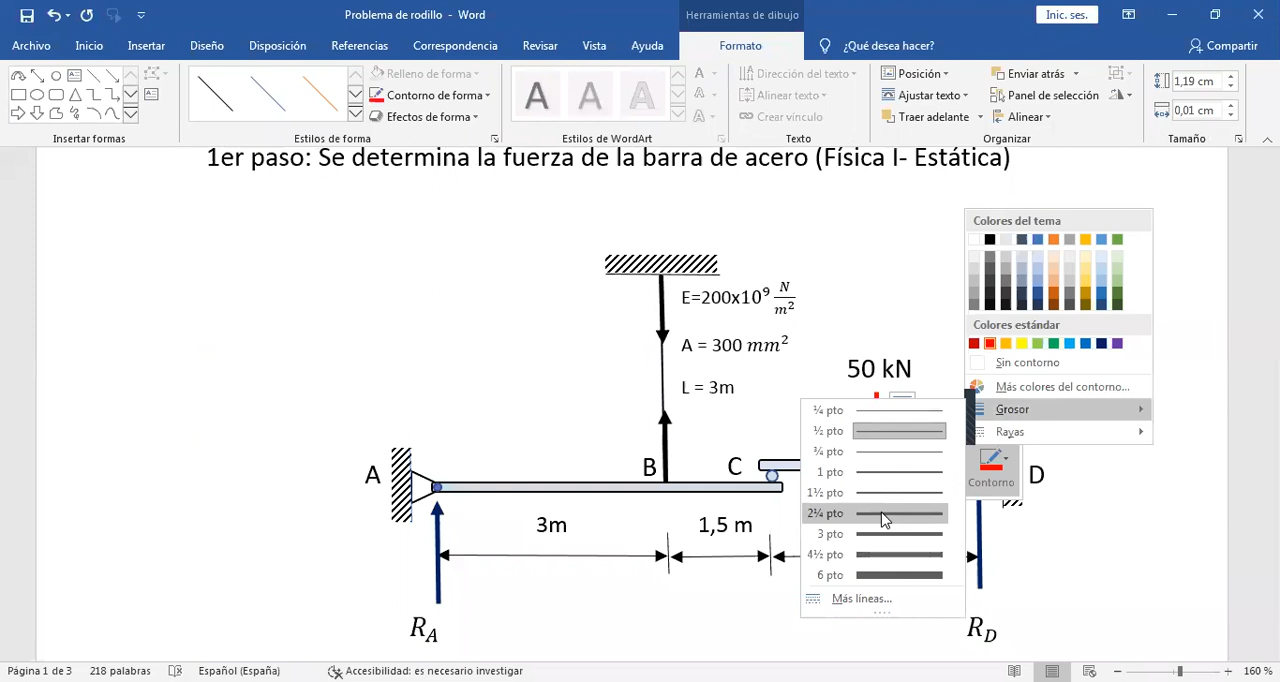 Problema de rodillo - Word
Herramientas de dibujo
Inic. ses.
Archivo
Inicio
Insertar
Diseño
Disposición
Referencias
Correspondencia
Revisar
Vista
Ayuda
Formato
¿Qué desea hacer?
Compartir
Relleno de forma
Contorno de forma
Efectos de forma
A A A
Dirección del texto
Alinear texto
Crear vínculo
Posición
Ajustar texto
Traer adelante
Enviar atrás
Panel de selección
Alinear
1,19 cm
0,01 cm
Insertar formas
Estilos de forma
Estilos de WordArt
Texto
Organizar
Tamaño
1er paso: Se determina la fuerza de la barra de acero (Física I- Estática)
E=200x10⁹ N/m²
A = 300 mm²
L = 3m
50 kN
A
B
C
D
3m
1,5 m
R_A
R_D
Colores del tema
Colores estándar
Sin contorno
Más colores del contorno...
Grosor
Rayas
Contorno
¼ pto
½ pto
¾ pto
1 pto
1½ pto
2¼ pto
3 pto
4½ pto
6 pto
Más líneas...
Página 1 de 3
218 palabras
Español (España)
Accesibilidad: es necesario investigar
160 %